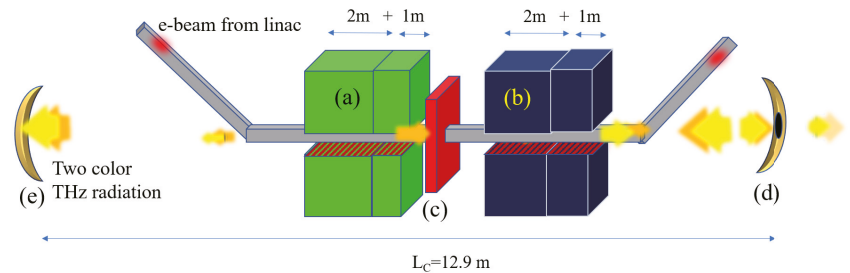 2m + 1m
2m + 1m
e-beam from linac
(a)
(b)
Two color
THz radiation
(e)
(c)
(d)
L_C=12.9 m